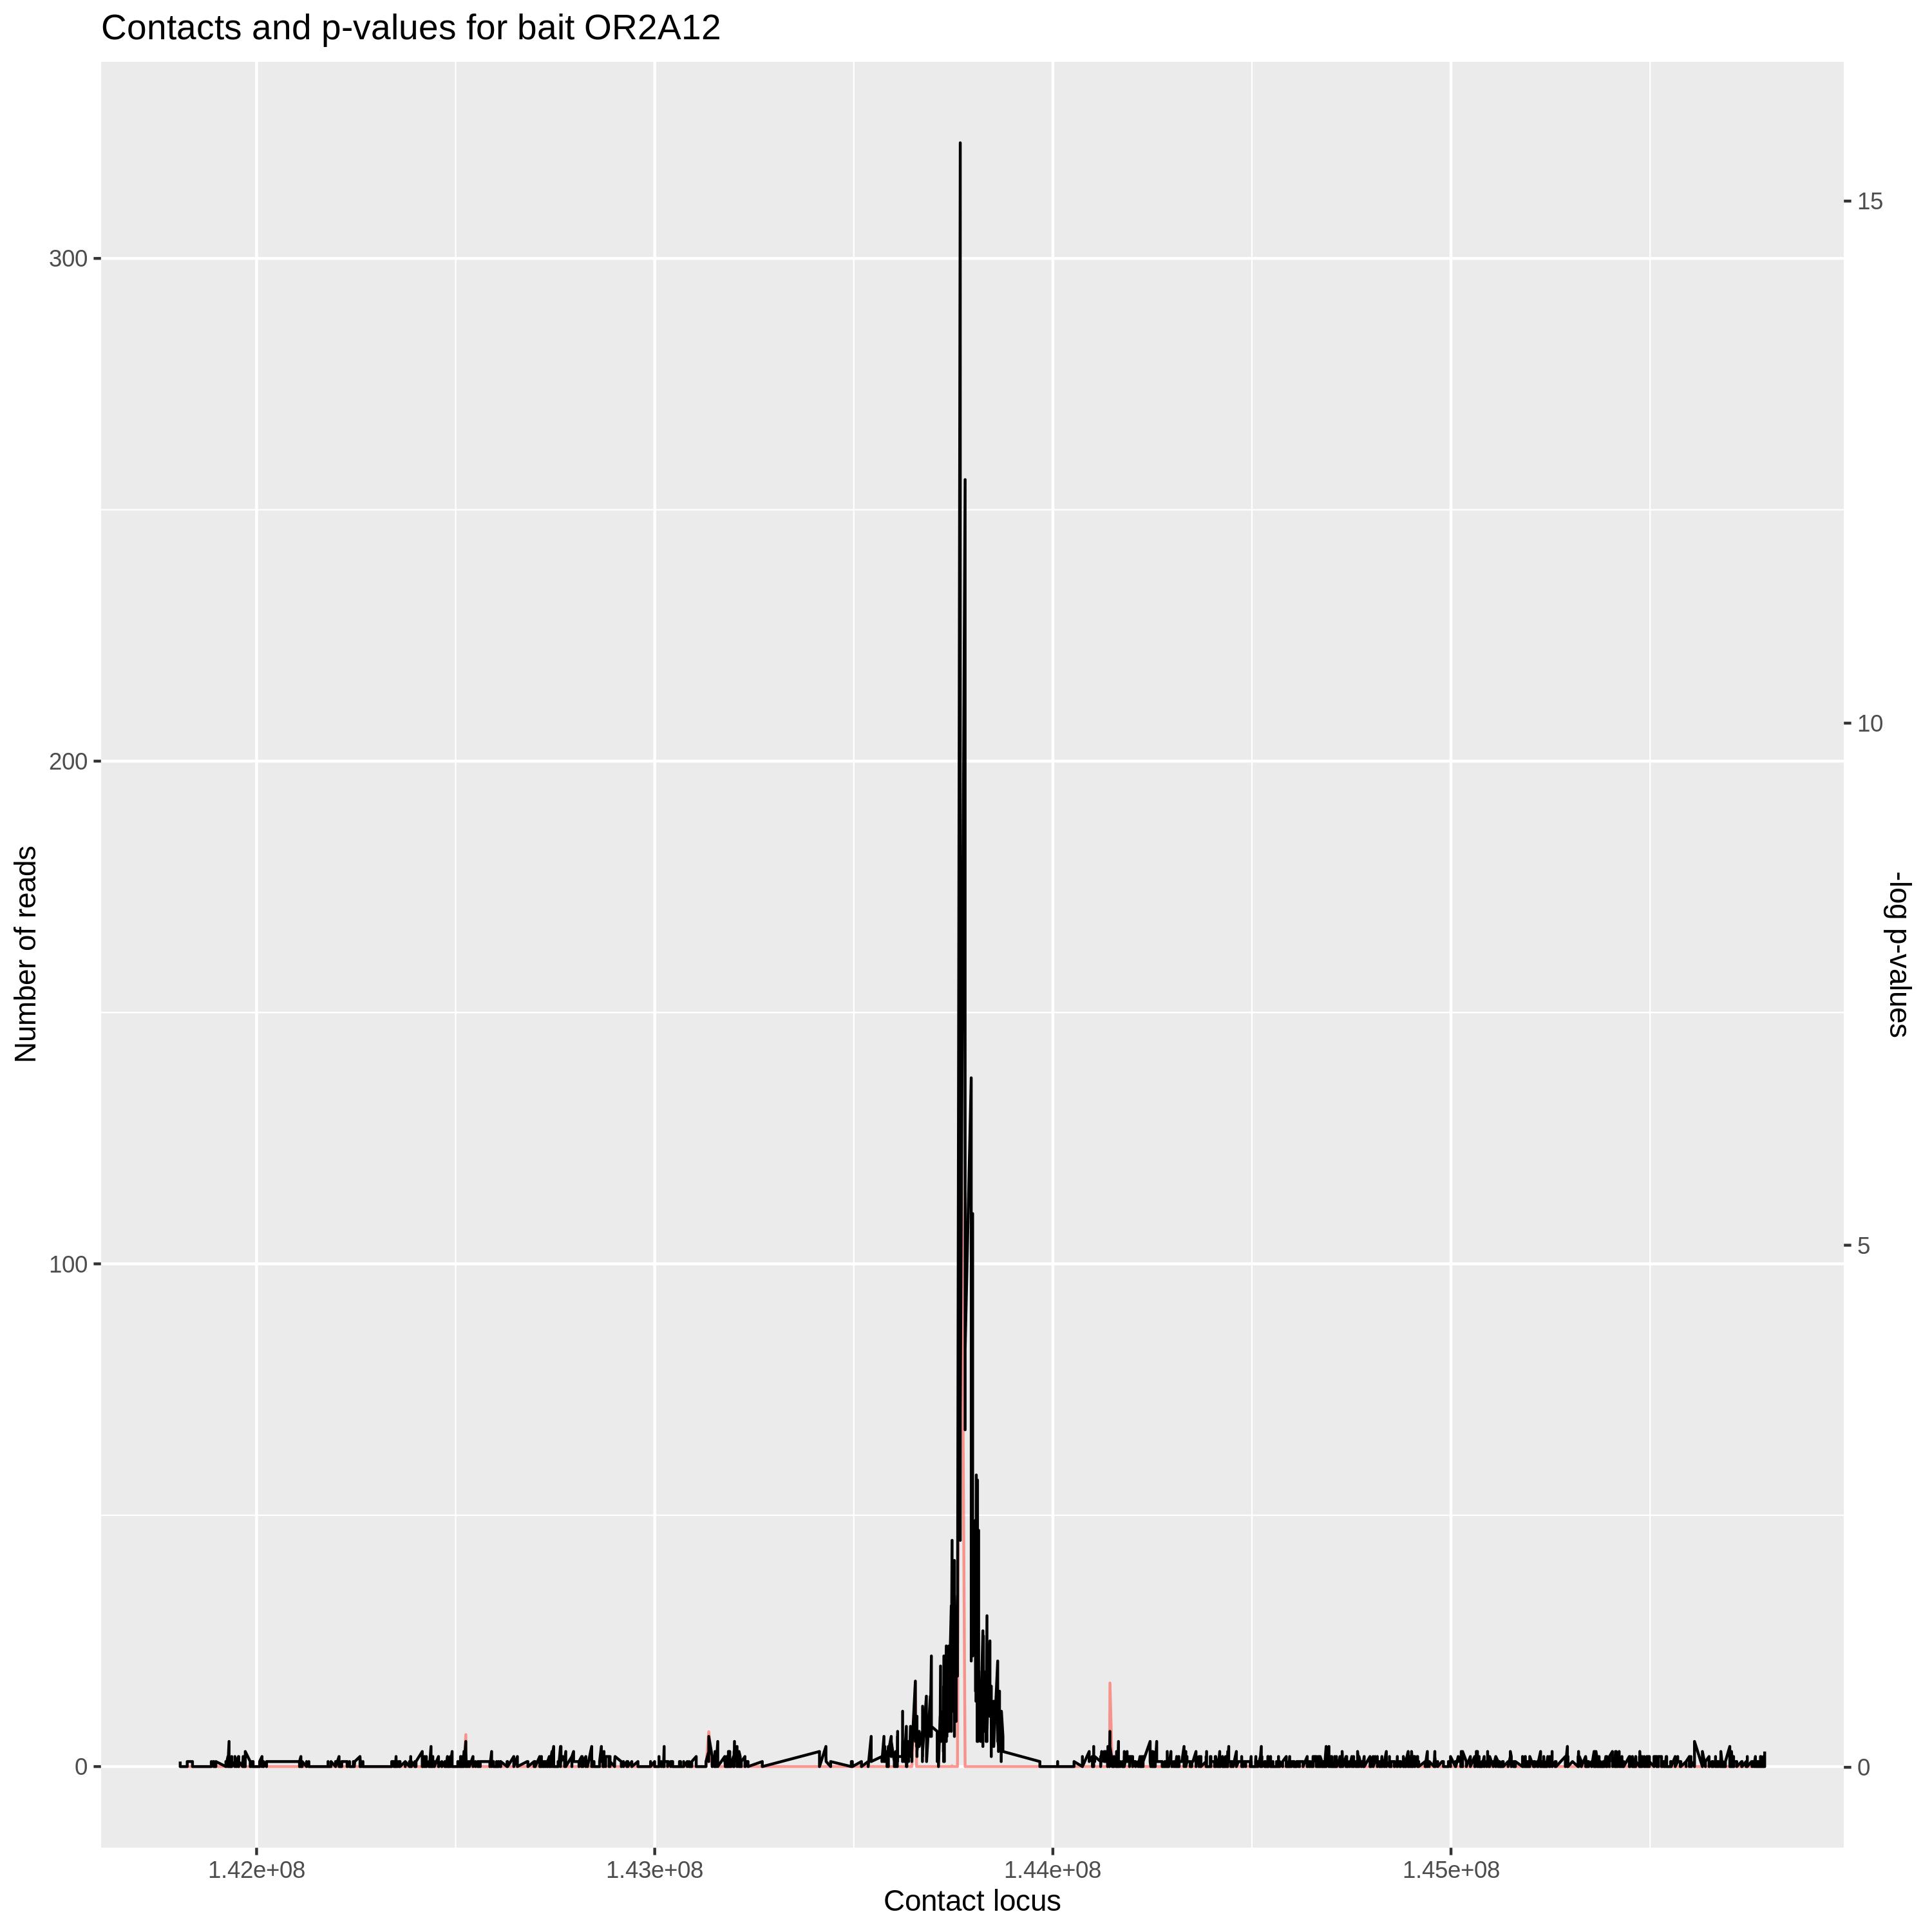 Contacts and p-values for bait OR2A12
300
200
100
0
Number of reads
15
10
5
0
-log p-values
1.42e+08 1.43e+08 1.44e+08 1.45e+08
Contact locus